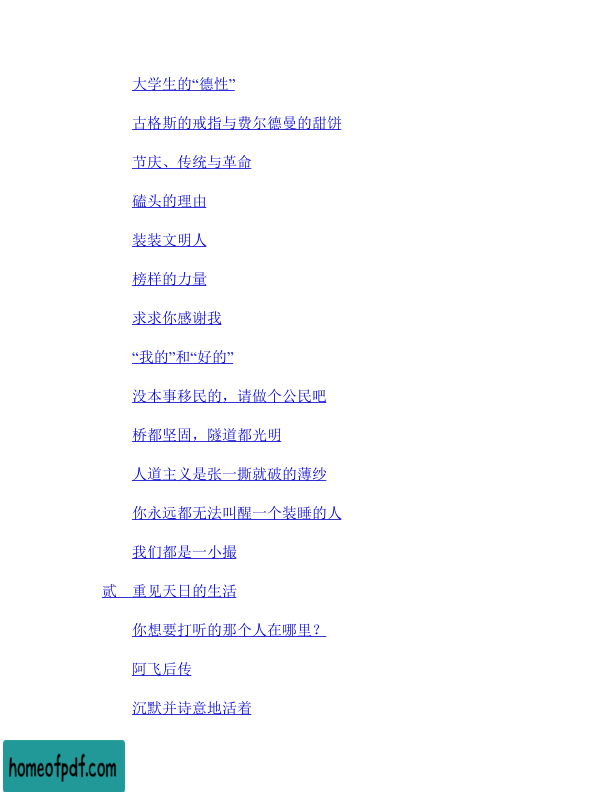 大学生的“德性”
古格斯的戒指与费尔德曼的甜饼
节庆、传统与革命
磕头的理由
装装文明人
榜样的力量
求求你感谢我
“我的”和“好的”
没本事移民的，请做个公民吧
桥都坚固，隧道都光明
人道主义是张一撕就破的薄纱
你永远都无法叫醒一个装睡的人
我们都是一小撮
贰　重见天日的生活
你想要打听的那个人在哪里？
阿飞后传
沉默并诗意地活着
homeofpdf.com